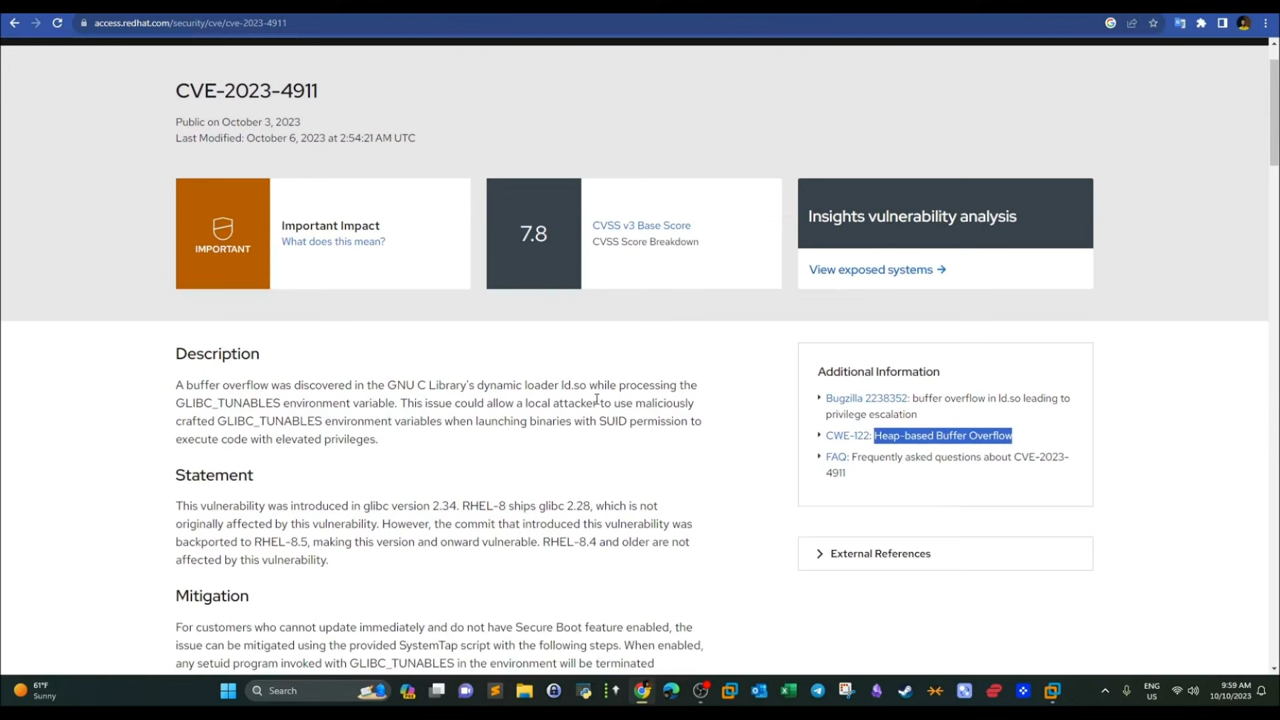 access.redhat.com/security/cve/cve-2023-4911
CVE-2023-4911
Public on October 3, 2023
Last Modified: October 6, 2023 at 2:54:21 AM UTC
IMPORTANT
Important Impact
What does this mean?
7.8
CVSS v3 Base Score
CVSS Score Breakdown
Insights vulnerability analysis
View exposed systems
Description
A buffer overflow was discovered in the GNU C Library's dynamic loader ld.so while processing the
GLIBC_TUNABLES environment variable. This issue could allow a local attacker to use maliciously
crafted GLIBC_TUNABLES environment variables when launching binaries with SUID permission to
execute code with elevated privileges.
Statement
This vulnerability was introduced in glibc version 2.34. RHEL-8 ships glibc 2.28, which is not
originally affected by this vulnerability. However, the commit that introduced this vulnerability was
backported to RHEL-8.5, making this version and onward vulnerable. RHEL-8.4 and older are not
affected by this vulnerability.
Mitigation
For customers who cannot update immediately and do not have Secure Boot feature enabled, the
issue can be mitigated using the provided SystemTap script with the following steps. When enabled,
any setuid program invoked with GLIBC_TUNABLES in the environment will be terminated
Additional Information
Bugzilla 2238352: buffer overflow in ld.so leading to
privilege escalation
CWE-122: Heap-based Buffer Overflow
FAQ: Frequently asked questions about CVE-2023-
4911
External References
61°F
Sunny
Search
ENG
US
9:59 AM
10/10/2023